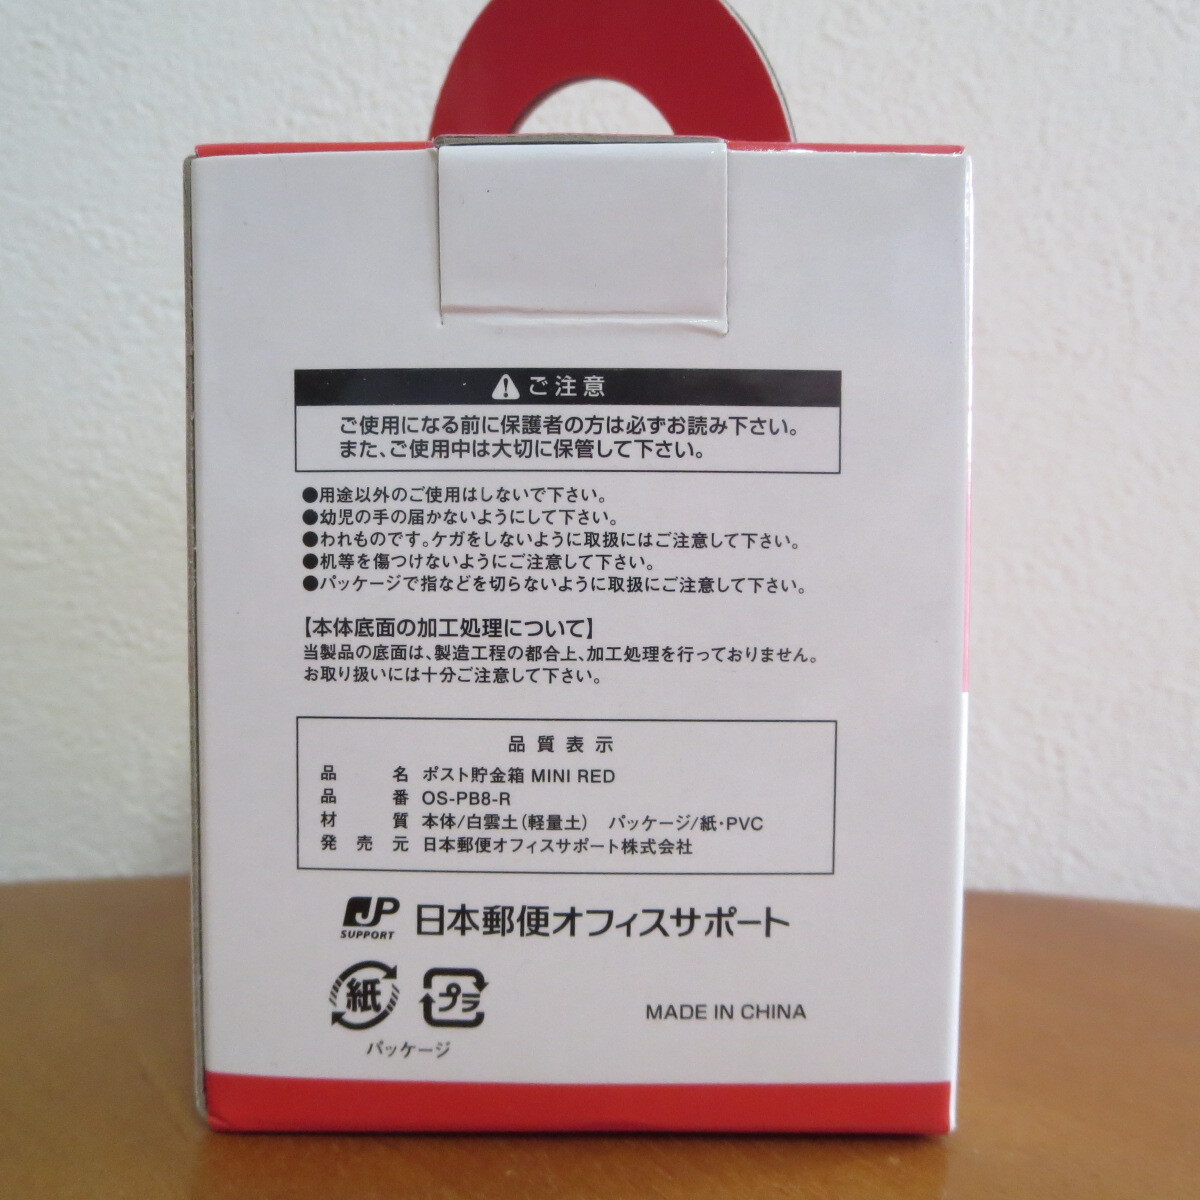 ご注意
ご使用になる前に保護者の方は必ずお読み下さい。
また、ご使用中は大切に保管して下さい。
●用途以外のご使用はしないで下さい。
●幼児の手の届かないようにして下さい。
●われものです。ケガをしないように取扱にはご注意して下さい。
●机等を傷つけないようにご注意して下さい。
●パッケージで指などを切らないように取扱にご注意して下さい。
【本体底面の加工処理について】
当製品の底面は、製造工程の都合上、加工処理を行っておりません。
お取り扱いには十分ご注意して下さい。
品質表示
品名 ポスト貯金箱 MINI RED
品番 OS-PB8-R
材質 本体/白雲土(軽量土) パッケージ/紙・PVC
発売元 日本郵便オフィスサポート株式会社
JP SUPPORT 日本郵便オフィスサポート
紙 プラ
パッケージ
MADE IN CHINA